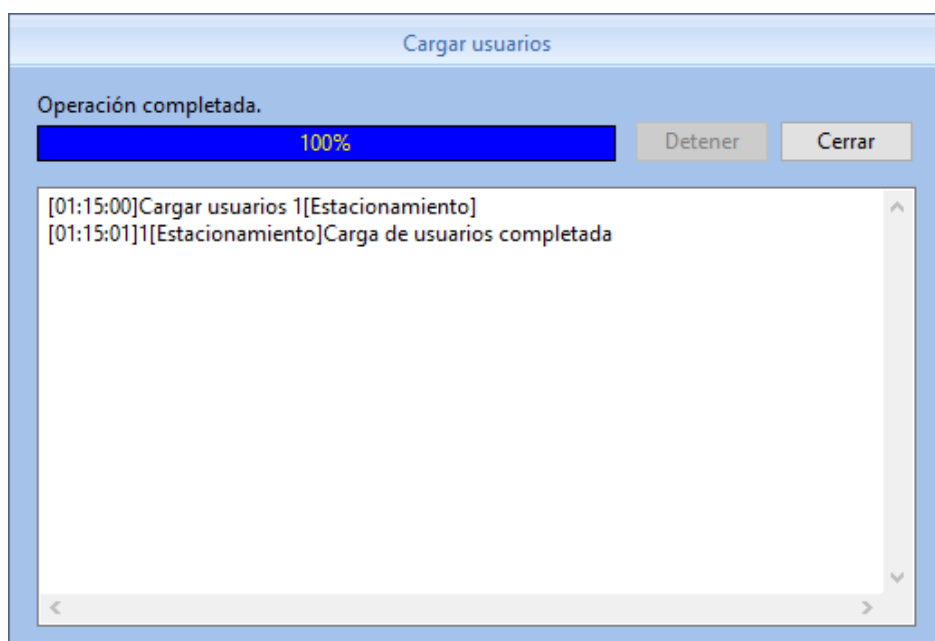 Cargar usuarios
Operación completada.
100%
Detener
Cerrar
[01:15:00]Cargar usuarios 1[Estacionamiento]
[01:15:01]1[Estacionamiento]Carga de usuarios completada